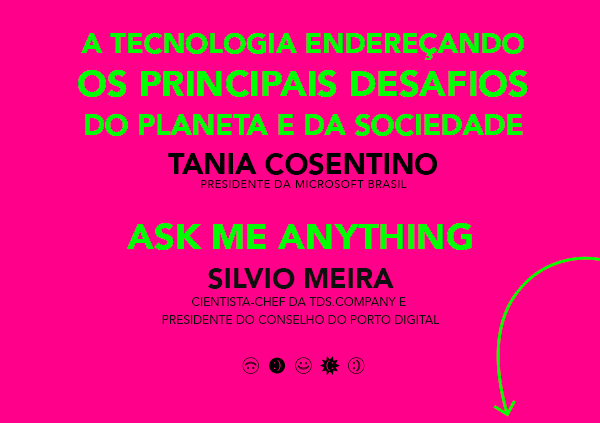 A TECNOLOGIA ENDEREÇANDO
OS PRINCIPAIS DESAFIOS
DO PLANETA E DA SOCIEDADE
TANIA COSENTINO
PRESIDENTE DA MICROSOFT BRASIL
ASK ME ANYTHING
SILVIO MEIRA
CIENTISTA-CHEF DA TDS.COMPANY E
PRESIDENTE DO CONSELHO DO PORTO DIGITAL